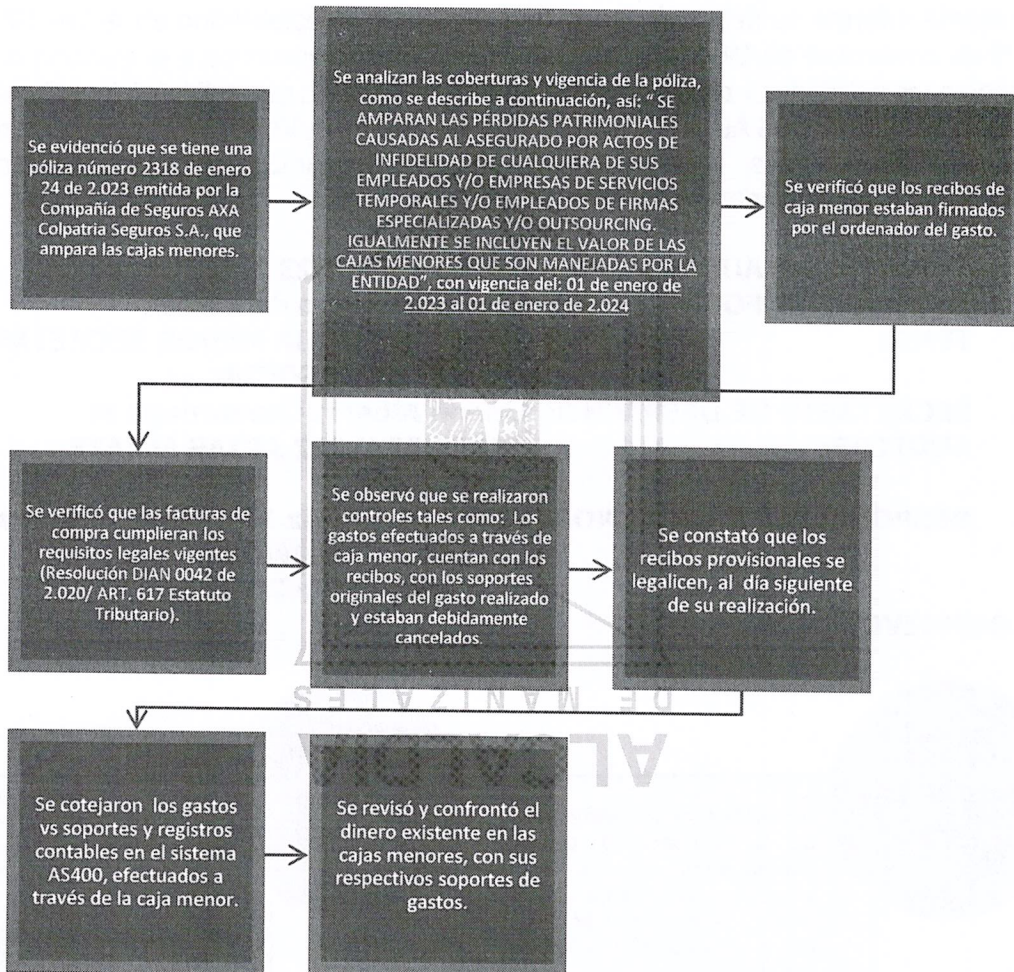 Se evidenció que se tiene una
póliza número 2318 de enero
24 de 2.023 emitida por la
Compañía de Seguros AXA
Colpatria Seguros S.A., que
ampara las cajas menores.
Se analizan las coberturas y vigencia de la póliza,
como se describe a continuación, así: " SE
AMPARAN LAS PÉRDIDAS PATRIMONIALES
CAUSADAS AL ASEGURADO POR ACTOS DE
INFIDELIDAD DE CUALQUIERA DE SUS
EMPLEADOS Y/O EMPRESAS DE SERVICIOS
TEMPORALES Y/O EMPLEADOS DE FIRMAS
ESPECIALIZADAS Y/O OUTSOURCING.
IGUALMENTE SE INCLUYEN EL VALOR DE LAS
CAJAS MENORES QUE SON MANEJADAS POR LA
ENTIDAD", con vigencia del: 01 de enero de
2.023 al 01 de enero de 2.024
Se verificó que los recibos de
caja menor estaban firmados
por el ordenador del gasto.
Se verificó que las facturas de
compra cumplieran los
requisitos legales vigentes
(Resolución DIAN 0042 de
2.020/ ART. 617 Estatuto
Tributario).
Se observó que se realizaron
controles tales como: Los
gastos efectuados a través de
caja menor, cuentan con los
recibos, con los soportes
originales del gasto realizado
y estaban debidamente
cancelados.
Se constató que los
recibos provisionales se
legalicen, al día siguiente
de su realización.
DE MANIZALES
ALCALDÍA
Se cotejaron los gastos
vs soportes y registros
contables en el sistema
AS400, efectuados a
través de la caja menor.
Se revisó y confrontó el
dinero existente en las
cajas menores, con sus
respectivos soportes de
gastos.